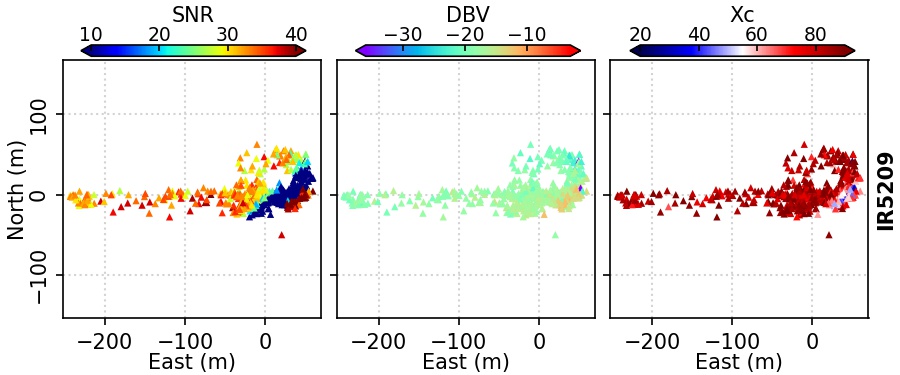 SNR DBV Xc
10 20 30 40 −30 −20 −10 20 40 60 80
North (m)
100
0
−100
−200 −100 0 −200 −100 0 −200 −100 0
East (m) East (m) East (m)
IR5209